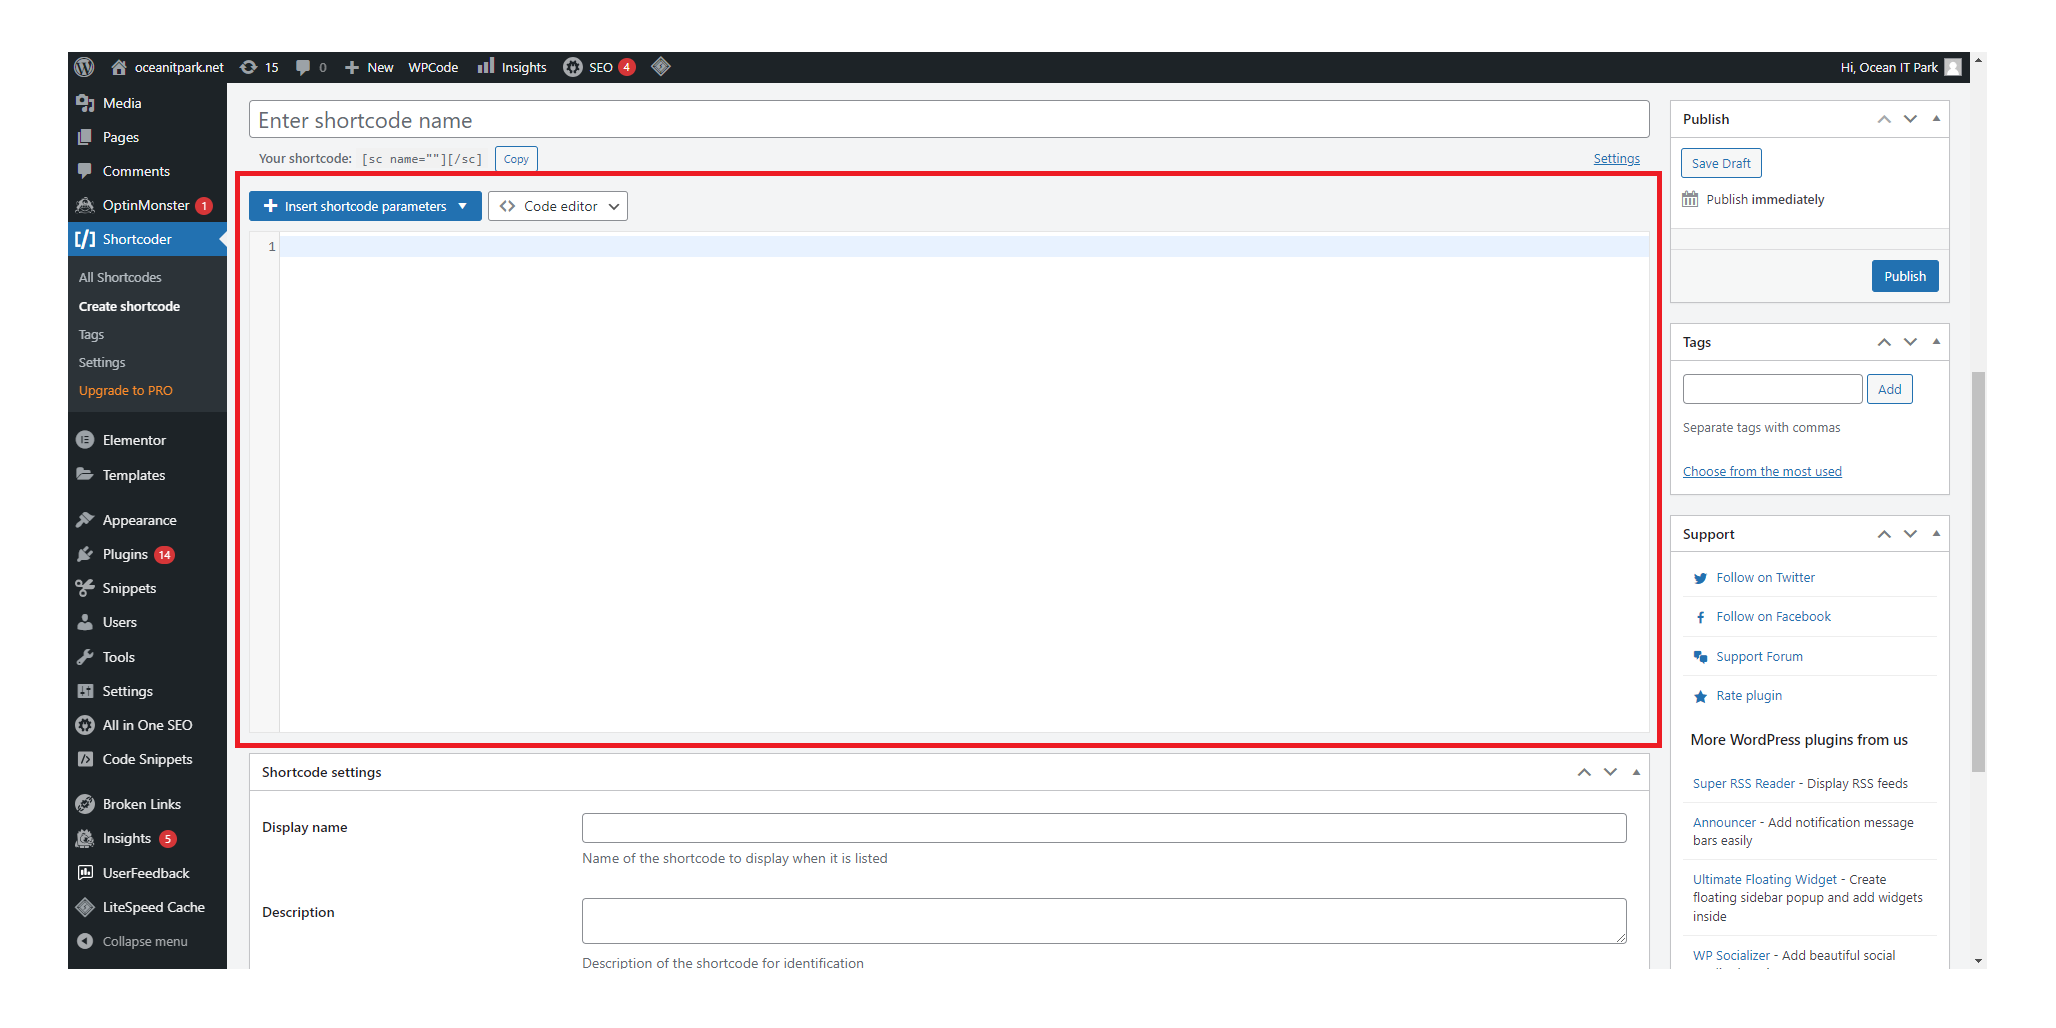 oceanitpark.net 15 0 New WPCode Insights SEO 4 Hi, Ocean IT Park
Media
Pages
Comments
OptinMonster 1
[/] Shortcoder
All Shortcodes
Create shortcode
Tags
Settings
Upgrade to PRO
Elementor
Templates
Appearance
Plugins 14
Snippets
Users
Tools
Settings
All in One SEO
Code Snippets
Broken Links
Insights 5
UserFeedback
LiteSpeed Cache
Collapse menu
Enter shortcode name
Your shortcode: [sc name=""][/sc] Copy Settings
Insert shortcode parameters Code editor
1
Shortcode settings
Display name
Name of the shortcode to display when it is listed
Description
Description of the shortcode for identification
Publish
Save Draft
Publish immediately
Publish
Tags
Add
Separate tags with commas
Choose from the most used
Support
Follow on Twitter
Follow on Facebook
Support Forum
Rate plugin
More WordPress plugins from us
Super RSS Reader - Display RSS feeds
Announcer - Add notification message
bars easily
Ultimate Floating Widget - Create
floating sidebar popup and add widgets
inside
WP Socializer - Add beautiful social